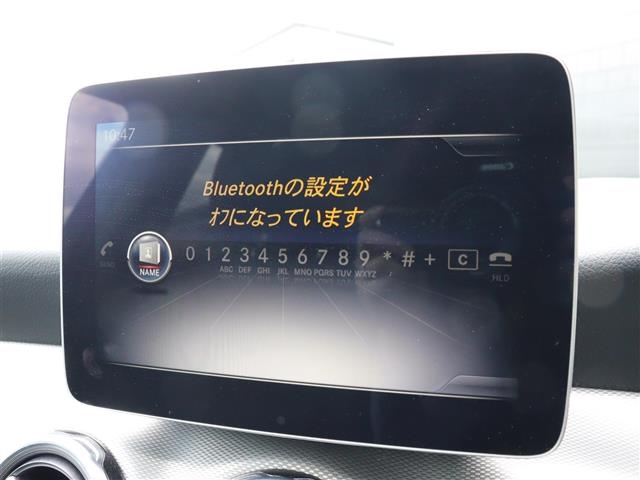 10:47
Bluetoothの設定が
ｵﾌになっています
SEND NAME 0 1 2 3 4 5 6 7 8 9 * # + C
ABC DEF GHI JKL MNO PQRS TUV WXYZ